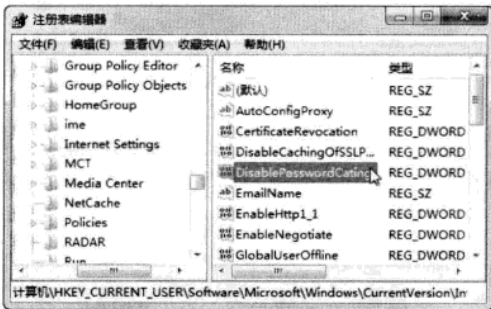 注册表编辑器
文件(F) 编辑(E) 查看(V) 收藏夹(A) 帮助(H)
Group Policy Editor
Group Policy Objects
HomeGroup
ime
Internet Settings
MCT
Media Center
NetCache
Policies
RADAR
Run
名称 类型
(默认) REG_SZ
AutoConfigProxy REG_SZ
CertificateRevocation REG_DWORD
DisableCachingOfSSLP... REG_DWORD
DisablePasswordCating REG_DWORD
EmailName REG_SZ
EnableHttp1_1 REG_DWORD
EnableNegotiate REG_DWORD
GlobalUserOffline REG_DWORD
计算机\HKEY_CURRENT_USER\Software\Microsoft\Windows\CurrentVersion\In